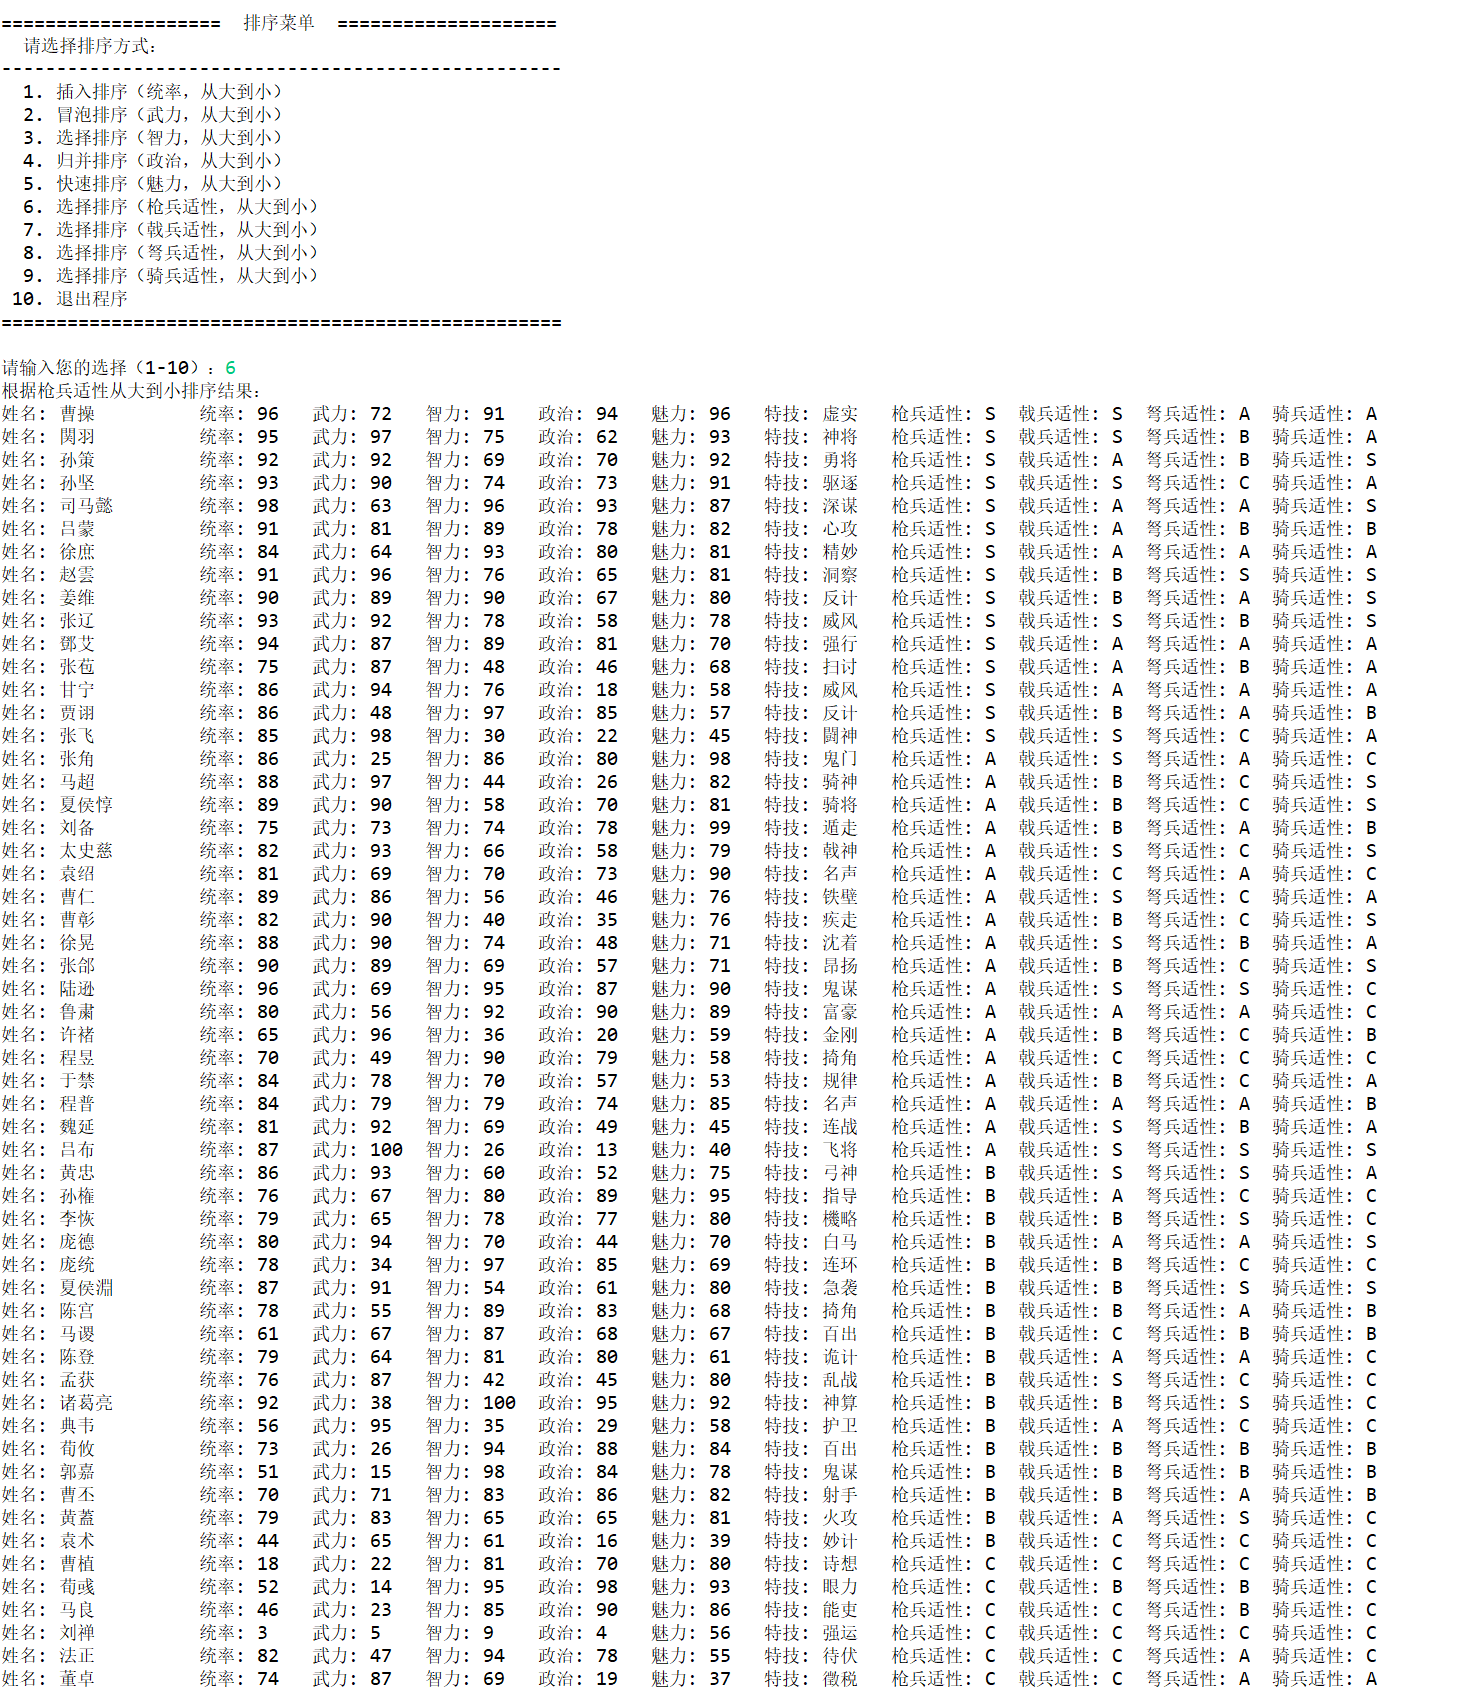 ====================  排序菜单  ====================
  请选择排序方式：
---------------------------------------------------
  1. 插入排序（统率，从大到小）
  2. 冒泡排序（武力，从大到小）
  3. 选择排序（智力，从大到小）
  4. 归并排序（政治，从大到小）
  5. 快速排序（魅力，从大到小）
  6. 选择排序（枪兵适性，从大到小）
  7. 选择排序（戟兵适性，从大到小）
  8. 选择排序（弩兵适性，从大到小）
  9. 选择排序（骑兵适性，从大到小）
 10. 退出程序
===================================================
请输入您的选择（1-10）：6
根据枪兵适性从大到小排序结果：
姓名: 曹操 统率: 96 武力: 72 智力: 91 政治: 94 魅力: 96 特技: 虚实 枪兵适性: S 戟兵适性: S 弩兵适性: A 骑兵适性: A
姓名: 関羽 统率: 95 武力: 97 智力: 75 政治: 62 魅力: 93 特技: 神将 枪兵适性: S 戟兵适性: S 弩兵适性: B 骑兵适性: A
姓名: 孙策 统率: 92 武力: 92 智力: 69 政治: 70 魅力: 92 特技: 勇将 枪兵适性: S 戟兵适性: A 弩兵适性: B 骑兵适性: S
姓名: 孙坚 统率: 93 武力: 90 智力: 74 政治: 73 魅力: 91 特技: 驱逐 枪兵适性: S 戟兵适性: S 弩兵适性: C 骑兵适性: A
姓名: 司马懿 统率: 98 武力: 63 智力: 96 政治: 93 魅力: 87 特技: 深谋 枪兵适性: S 戟兵适性: A 弩兵适性: A 骑兵适性: S
姓名: 吕蒙 统率: 91 武力: 81 智力: 89 政治: 78 魅力: 82 特技: 心攻 枪兵适性: S 戟兵适性: A 弩兵适性: B 骑兵适性: B
姓名: 徐庶 统率: 84 武力: 64 智力: 93 政治: 80 魅力: 81 特技: 精妙 枪兵适性: S 戟兵适性: A 弩兵适性: A 骑兵适性: A
姓名: 赵雲 统率: 91 武力: 96 智力: 76 政治: 65 魅力: 81 特技: 洞察 枪兵适性: S 戟兵适性: B 弩兵适性: S 骑兵适性: S
姓名: 姜维 统率: 90 武力: 89 智力: 90 政治: 67 魅力: 80 特技: 反计 枪兵适性: S 戟兵适性: B 弩兵适性: A 骑兵适性: S
姓名: 张辽 统率: 93 武力: 92 智力: 78 政治: 58 魅力: 78 特技: 威风 枪兵适性: S 戟兵适性: S 弩兵适性: B 骑兵适性: S
姓名: 鄧艾 统率: 94 武力: 87 智力: 89 政治: 81 魅力: 70 特技: 强行 枪兵适性: S 戟兵适性: A 弩兵适性: A 骑兵适性: A
姓名: 张苞 统率: 75 武力: 87 智力: 48 政治: 46 魅力: 68 特技: 扫讨 枪兵适性: S 戟兵适性: A 弩兵适性: B 骑兵适性: A
姓名: 甘宁 统率: 86 武力: 94 智力: 76 政治: 18 魅力: 58 特技: 威风 枪兵适性: S 戟兵适性: A 弩兵适性: A 骑兵适性: A
姓名: 贾诩 统率: 86 武力: 48 智力: 97 政治: 85 魅力: 57 特技: 反计 枪兵适性: S 戟兵适性: B 弩兵适性: A 骑兵适性: B
姓名: 张飞 统率: 85 武力: 98 智力: 30 政治: 22 魅力: 45 特技: 闘神 枪兵适性: S 戟兵适性: S 弩兵适性: C 骑兵适性: A
姓名: 张角 统率: 86 武力: 25 智力: 86 政治: 80 魅力: 98 特技: 鬼门 枪兵适性: A 戟兵适性: S 弩兵适性: A 骑兵适性: C
姓名: 马超 统率: 88 武力: 97 智力: 44 政治: 26 魅力: 82 特技: 骑神 枪兵适性: A 戟兵适性: B 弩兵适性: C 骑兵适性: S
姓名: 夏侯惇 统率: 89 武力: 90 智力: 58 政治: 70 魅力: 81 特技: 骑将 枪兵适性: A 戟兵适性: B 弩兵适性: C 骑兵适性: S
姓名: 刘备 统率: 75 武力: 73 智力: 74 政治: 78 魅力: 99 特技: 遁走 枪兵适性: A 戟兵适性: B 弩兵适性: A 骑兵适性: B
姓名: 太史慈 统率: 82 武力: 93 智力: 66 政治: 58 魅力: 79 特技: 戟神 枪兵适性: A 戟兵适性: S 弩兵适性: C 骑兵适性: S
姓名: 袁绍 统率: 81 武力: 69 智力: 70 政治: 73 魅力: 90 特技: 名声 枪兵适性: A 戟兵适性: C 弩兵适性: A 骑兵适性: C
姓名: 曹仁 统率: 89 武力: 86 智力: 56 政治: 46 魅力: 76 特技: 铁壁 枪兵适性: A 戟兵适性: S 弩兵适性: C 骑兵适性: A
姓名: 曹彰 统率: 82 武力: 90 智力: 40 政治: 35 魅力: 76 特技: 疾走 枪兵适性: A 戟兵适性: B 弩兵适性: C 骑兵适性: S
姓名: 徐晃 统率: 88 武力: 90 智力: 74 政治: 48 魅力: 71 特技: 沈着 枪兵适性: A 戟兵适性: S 弩兵适性: B 骑兵适性: A
姓名: 张郃 统率: 90 武力: 89 智力: 69 政治: 57 魅力: 71 特技: 昂扬 枪兵适性: A 戟兵适性: B 弩兵适性: C 骑兵适性: S
姓名: 陆逊 统率: 96 武力: 69 智力: 95 政治: 87 魅力: 90 特技: 鬼谋 枪兵适性: A 戟兵适性: S 弩兵适性: S 骑兵适性: C
姓名: 鲁肃 统率: 80 武力: 56 智力: 92 政治: 90 魅力: 89 特技: 富豪 枪兵适性: A 戟兵适性: A 弩兵适性: A 骑兵适性: C
姓名: 许褚 统率: 65 武力: 96 智力: 36 政治: 20 魅力: 59 特技: 金刚 枪兵适性: A 戟兵适性: B 弩兵适性: C 骑兵适性: B
姓名: 程昱 统率: 70 武力: 49 智力: 90 政治: 79 魅力: 58 特技: 掎角 枪兵适性: A 戟兵适性: C 弩兵适性: C 骑兵适性: C
姓名: 于禁 统率: 84 武力: 78 智力: 70 政治: 57 魅力: 53 特技: 规律 枪兵适性: A 戟兵适性: B 弩兵适性: C 骑兵适性: A
姓名: 程普 统率: 84 武力: 79 智力: 79 政治: 74 魅力: 85 特技: 名声 枪兵适性: A 戟兵适性: A 弩兵适性: A 骑兵适性: B
姓名: 魏延 统率: 81 武力: 92 智力: 69 政治: 49 魅力: 45 特技: 连战 枪兵适性: A 戟兵适性: S 弩兵适性: B 骑兵适性: A
姓名: 吕布 统率: 87 武力: 100 智力: 26 政治: 13 魅力: 40 特技: 飞将 枪兵适性: A 戟兵适性: S 弩兵适性: S 骑兵适性: S
姓名: 黄忠 统率: 86 武力: 93 智力: 60 政治: 52 魅力: 75 特技: 弓神 枪兵适性: B 戟兵适性: S 弩兵适性: S 骑兵适性: A
姓名: 孙権 统率: 76 武力: 67 智力: 80 政治: 89 魅力: 95 特技: 指导 枪兵适性: B 戟兵适性: A 弩兵适性: C 骑兵适性: C
姓名: 李恢 统率: 79 武力: 65 智力: 78 政治: 77 魅力: 80 特技: 機略 枪兵适性: B 戟兵适性: B 弩兵适性: S 骑兵适性: C
姓名: 庞德 统率: 80 武力: 94 智力: 70 政治: 44 魅力: 70 特技: 白马 枪兵适性: B 戟兵适性: A 弩兵适性: A 骑兵适性: S
姓名: 庞统 统率: 78 武力: 34 智力: 97 政治: 85 魅力: 69 特技: 连环 枪兵适性: B 戟兵适性: B 弩兵适性: C 骑兵适性: C
姓名: 夏侯淵 统率: 87 武力: 91 智力: 54 政治: 61 魅力: 80 特技: 急袭 枪兵适性: B 戟兵适性: B 弩兵适性: S 骑兵适性: S
姓名: 陈宫 统率: 78 武力: 55 智力: 89 政治: 83 魅力: 68 特技: 掎角 枪兵适性: B 戟兵适性: B 弩兵适性: A 骑兵适性: B
姓名: 马谡 统率: 61 武力: 67 智力: 87 政治: 68 魅力: 67 特技: 百出 枪兵适性: B 戟兵适性: C 弩兵适性: B 骑兵适性: B
姓名: 陈登 统率: 79 武力: 64 智力: 81 政治: 80 魅力: 61 特技: 诡计 枪兵适性: B 戟兵适性: A 弩兵适性: A 骑兵适性: C
姓名: 孟获 统率: 76 武力: 87 智力: 42 政治: 45 魅力: 80 特技: 乱战 枪兵适性: B 戟兵适性: S 弩兵适性: C 骑兵适性: C
姓名: 诸葛亮 统率: 92 武力: 38 智力: 100 政治: 95 魅力: 92 特技: 神算 枪兵适性: B 戟兵适性: B 弩兵适性: S 骑兵适性: C
姓名: 典韦 统率: 56 武力: 95 智力: 35 政治: 29 魅力: 58 特技: 护卫 枪兵适性: B 戟兵适性: A 弩兵适性: C 骑兵适性: C
姓名: 荀攸 统率: 73 武力: 26 智力: 94 政治: 88 魅力: 84 特技: 百出 枪兵适性: B 戟兵适性: B 弩兵适性: B 骑兵适性: B
姓名: 郭嘉 统率: 51 武力: 15 智力: 98 政治: 84 魅力: 78 特技: 鬼谋 枪兵适性: B 戟兵适性: B 弩兵适性: B 骑兵适性: B
姓名: 曹丕 统率: 70 武力: 71 智力: 83 政治: 86 魅力: 82 特技: 射手 枪兵适性: B 戟兵适性: B 弩兵适性: A 骑兵适性: B
姓名: 黄蓋 统率: 79 武力: 83 智力: 65 政治: 65 魅力: 81 特技: 火攻 枪兵适性: B 戟兵适性: A 弩兵适性: S 骑兵适性: C
姓名: 袁术 统率: 44 武力: 65 智力: 61 政治: 16 魅力: 39 特技: 妙计 枪兵适性: B 戟兵适性: C 弩兵适性: C 骑兵适性: C
姓名: 曹植 统率: 18 武力: 22 智力: 81 政治: 70 魅力: 80 特技: 诗想 枪兵适性: C 戟兵适性: C 弩兵适性: C 骑兵适性: C
姓名: 荀彧 统率: 52 武力: 14 智力: 95 政治: 98 魅力: 93 特技: 眼力 枪兵适性: C 戟兵适性: B 弩兵适性: B 骑兵适性: C
姓名: 马良 统率: 46 武力: 23 智力: 85 政治: 90 魅力: 86 特技: 能吏 枪兵适性: C 戟兵适性: C 弩兵适性: B 骑兵适性: C
姓名: 刘禅 统率: 3 武力: 5 智力: 9 政治: 4 魅力: 56 特技: 强运 枪兵适性: C 戟兵适性: C 弩兵适性: C 骑兵适性: C
姓名: 法正 统率: 82 武力: 47 智力: 94 政治: 78 魅力: 55 特技: 待伏 枪兵适性: C 戟兵适性: C 弩兵适性: A 骑兵适性: C
姓名: 董卓 统率: 74 武力: 87 智力: 69 政治: 19 魅力: 37 特技: 徴税 枪兵适性: C 戟兵适性: C 弩兵适性: A 骑兵适性: A